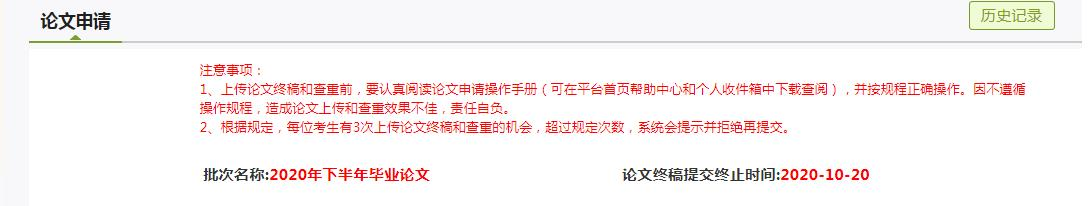 论文申请
历史记录
注意事项：
1、上传论文终稿和查重前，要认真阅读论文申请操作手册（可在平台首页帮助中心和个人收件箱中下载查阅），并按规程正确操作。因不遵循
操作规程，造成论文上传和查重效果不佳，责任自负。
2、根据规定，每位考生有3次上传论文终稿和查重的机会，超过规定次数，系统会提示并拒绝再提交。
批次名称:2020年下半年毕业论文 论文终稿提交终止时间:2020-10-20